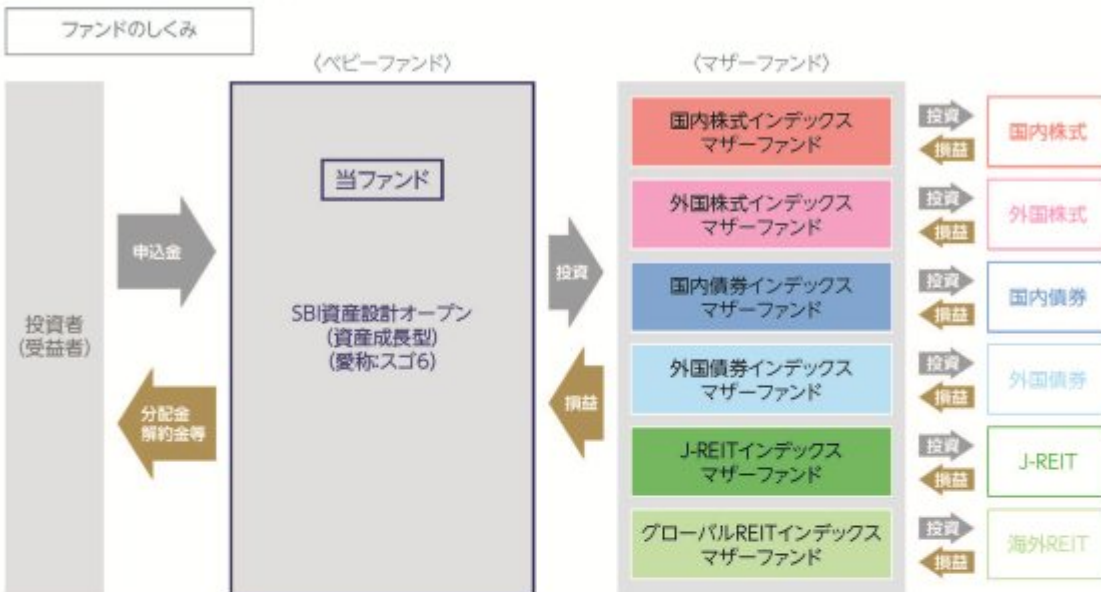 ファンドのしくみ
〈ベビーファンド〉
〈マザーファンド〉
投資者
(受益者)
申込金
分配金
解約金等
当ファンド
SBI資産設計オープン
(資産成長型)
(愛称:スゴ6)
投資
損益
国内株式インデックス
マザーファンド
投資
損益
国内株式
外国株式インデックス
マザーファンド
投資
損益
外国株式
国内債券インデックス
マザーファンド
投資
損益
国内債券
外国債券インデックス
マザーファンド
投資
損益
外国債券
J-REITインデックス
マザーファンド
投資
損益
J-REIT
グローバルREITインデックス
マザーファンド
投資
損益
海外REIT